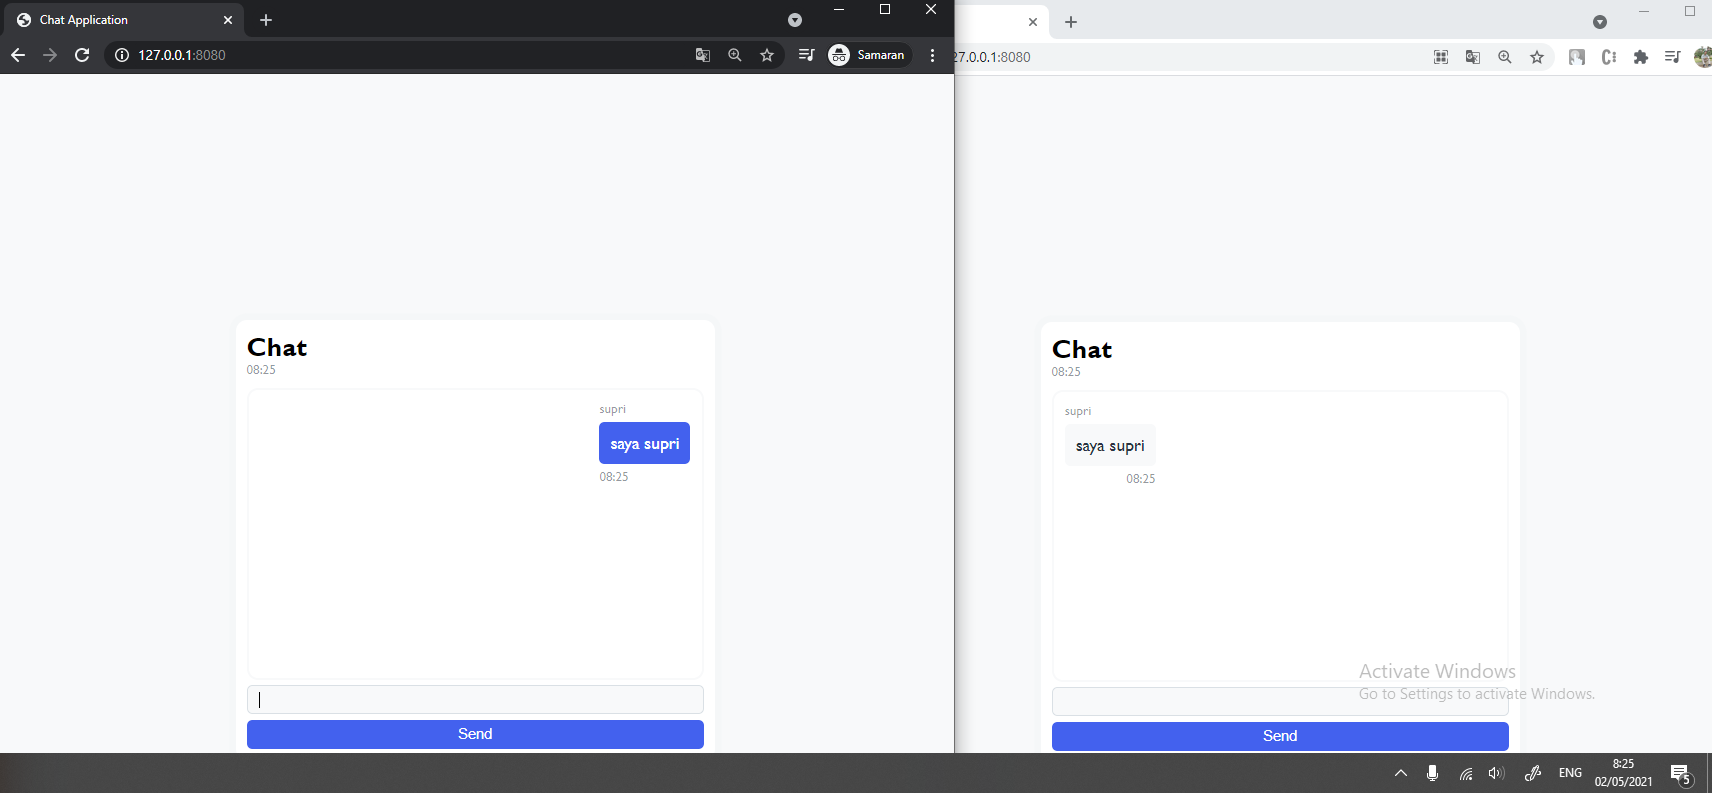 Chat Application
127.0.0.1:8080
Samaran
27.0.0.1:8080
Chat
08:25
supri
saya supri
08:25
Send
Chat
08:25
supri
saya supri
08:25
Send
Activate Windows
Go to Settings to activate Windows.
ENG
8:25
02/05/2021
5